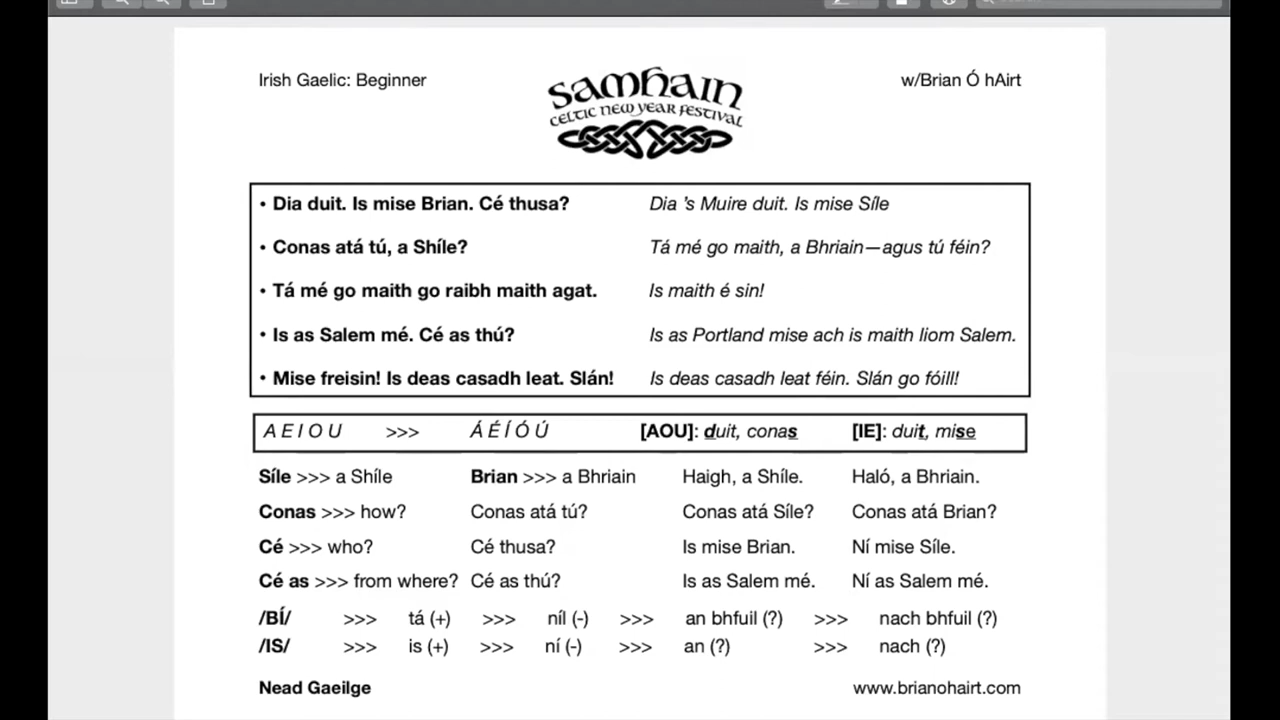 Irish Gaelic: Beginner
SAMHAIN
CELTIC NEW YEAR FESTIVAL
w/Brian Ó hAirt
• Dia duit. Is mise Brian. Cé thusa? Dia 's Muire duit. Is mise Síle
• Conas atá tú, a Shíle? Tá mé go maith, a Bhriain—agus tú féin?
• Tá mé go maith go raibh maith agat. Is maith é sin!
• Is as Salem mé. Cé as thú? Is as Portland mise ach is maith liom Salem.
• Mise freisin! Is deas casadh leat. Slán! Is deas casadh leat féin. Slán go fóill!
A E I O U >>> Á É Í Ó Ú [AOU]: duit, conas [IE]: duit, mise
Síle >>> a Shíle Brian >>> a Bhriain Haigh, a Shíle. Haló, a Bhriain.
Conas >>> how? Conas atá tú? Conas atá Síle? Conas atá Brian?
Cé >>> who? Cé thusa? Is mise Brian. Ní mise Síle.
Cé as >>> from where? Cé as thú? Is as Salem mé. Ní as Salem mé.
/BÍ/ >>> tá (+) >>> níl (-) >>> an bhfuil (?) >>> nach bhfuil (?)
/IS/ >>> is (+) >>> ní (-) >>> an (?) >>> nach (?)
Nead Gaeilge www.brianohairt.com